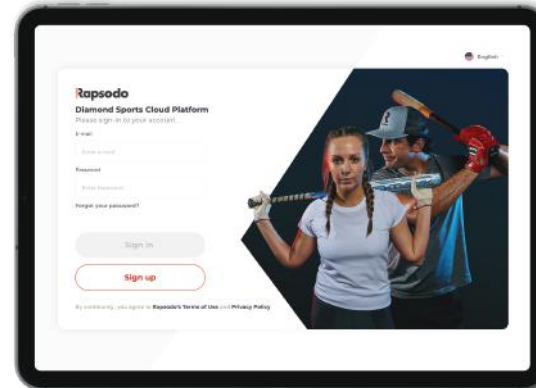 English
Rapsodo
Diamond Sports Cloud Platform
Please sign-in to your account...
E-mail
Enter e-mail
Password
Enter Password
Forgot your password?
Sign in
Sign up
By continuing, you agree to Rapsodo's Terms of Use and Privacy Policy